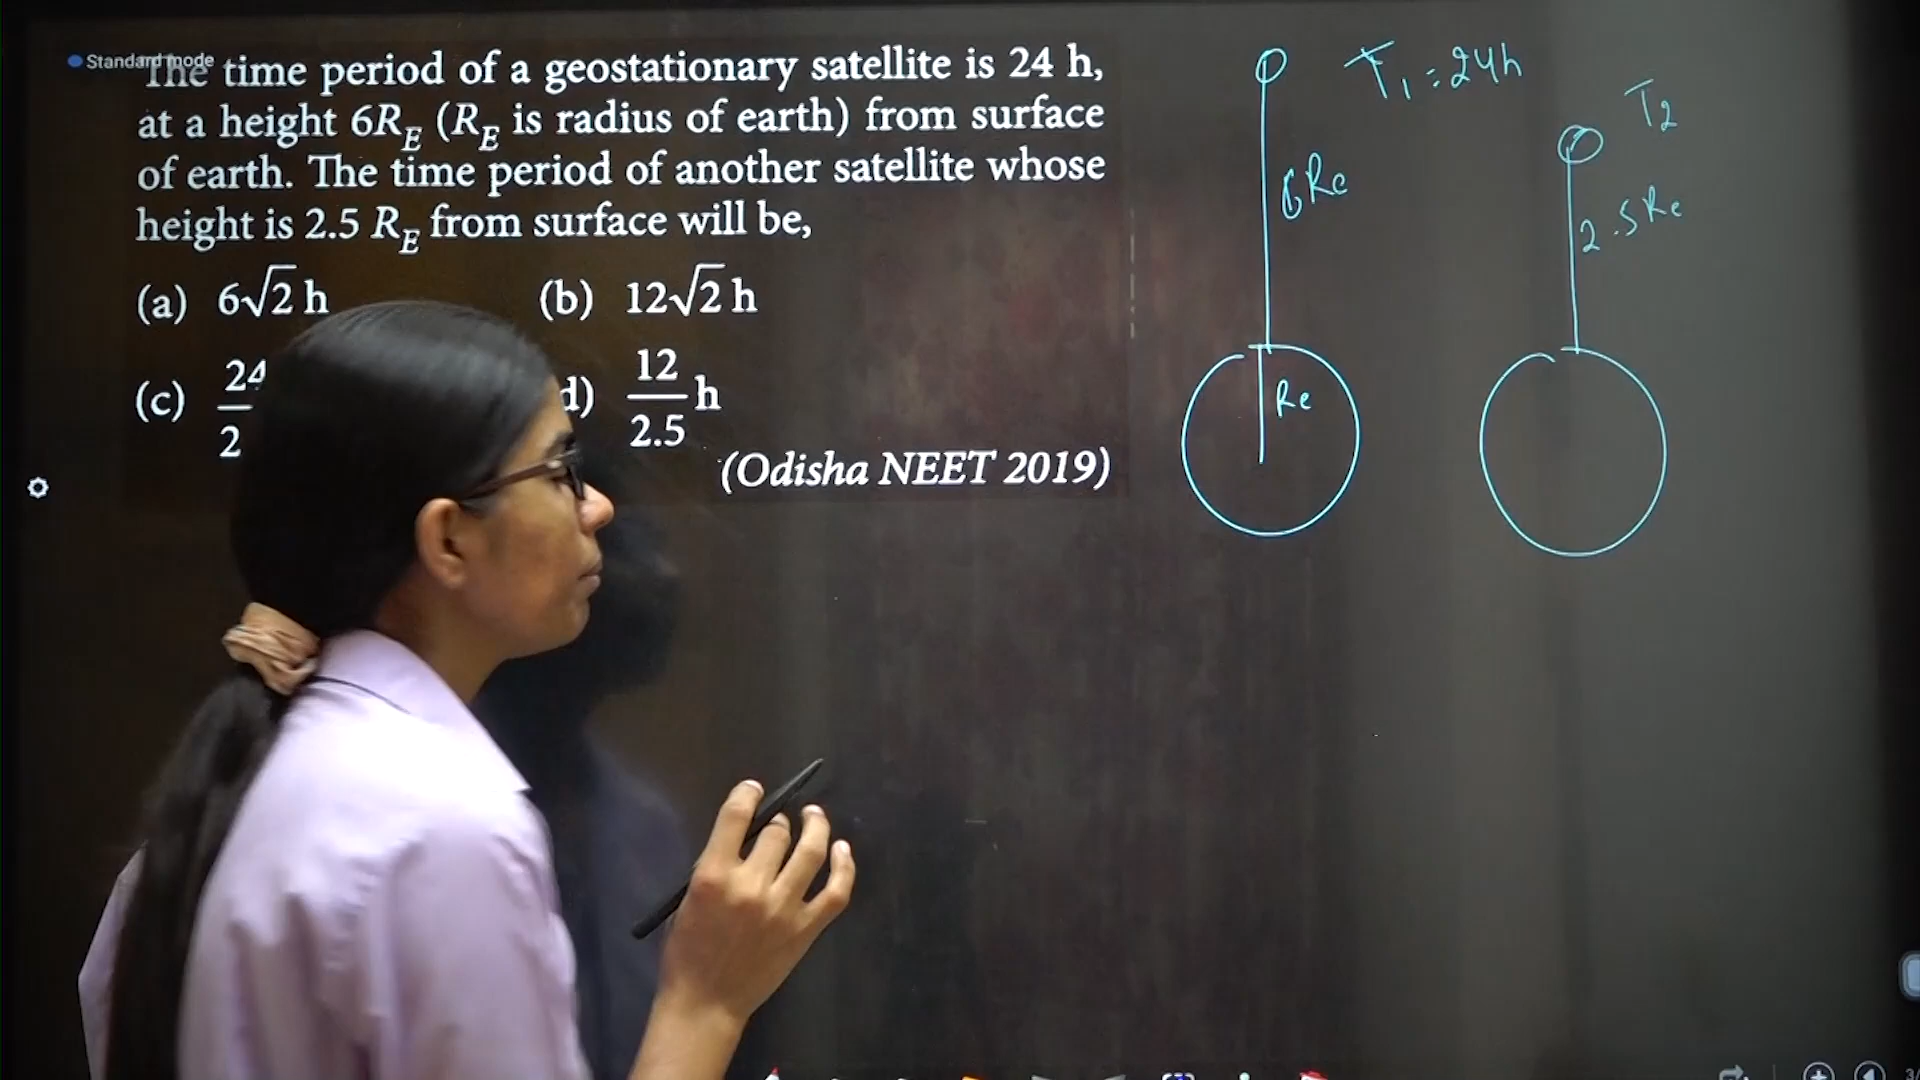 Standard mode
The time period of a geostationary satellite is 24 h,
at a height 6R_E (R_E is radius of earth) from surface
of earth. The time period of another satellite whose
height is 2.5 R_E from surface will be,
(a) 6√2 h (b) 12√2 h
(c) 24/2 d) 12/2.5 h
(Odisha NEET 2019)
T₁ = 24h
T₂
6Re
2.5Re
Re